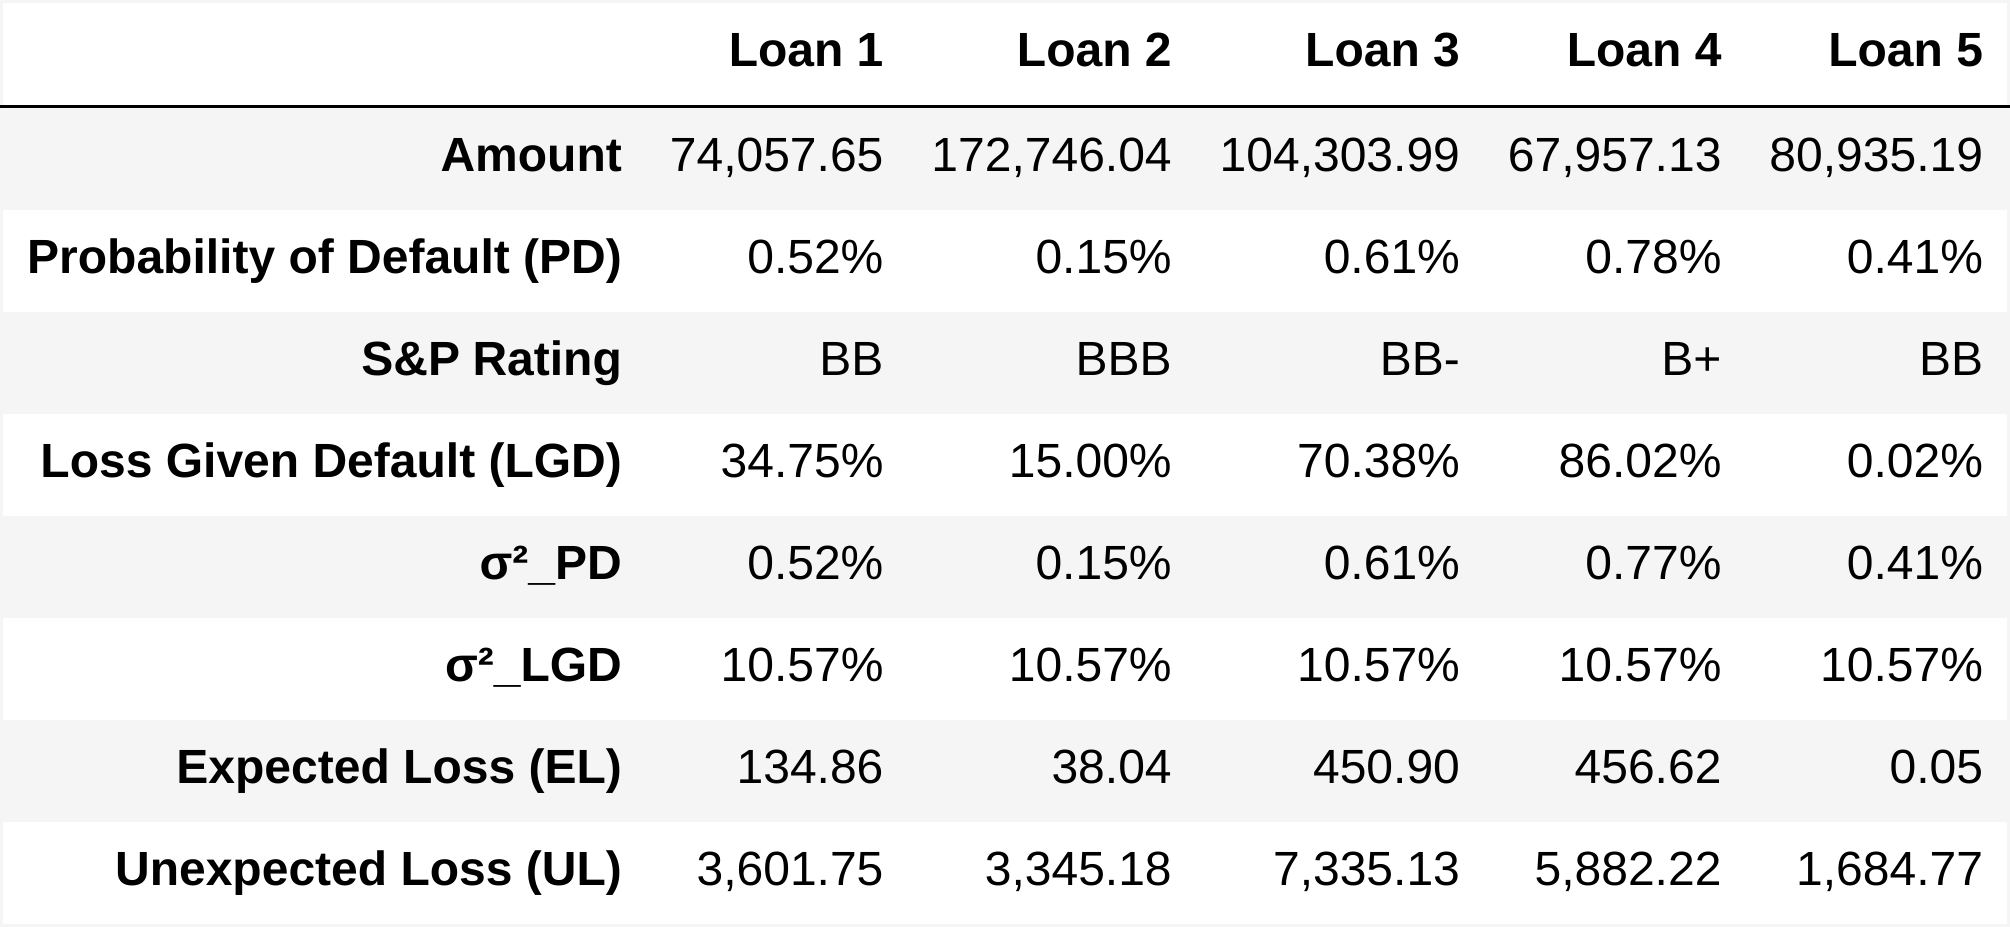 Loan 1 Loan 2 Loan 3 Loan 4 Loan 5
Amount 74,057.65 172,746.04 104,303.99 67,957.13 80,935.19
Probability of Default (PD) 0.52% 0.15% 0.61% 0.78% 0.41%
S&P Rating BB BBB BB- B+ BB
Loss Given Default (LGD) 34.75% 15.00% 70.38% 86.02% 0.02%
σ²_PD 0.52% 0.15% 0.61% 0.77% 0.41%
σ²_LGD 10.57% 10.57% 10.57% 10.57% 10.57%
Expected Loss (EL) 134.86 38.04 450.90 456.62 0.05
Unexpected Loss (UL) 3,601.75 3,345.18 7,335.13 5,882.22 1,684.77